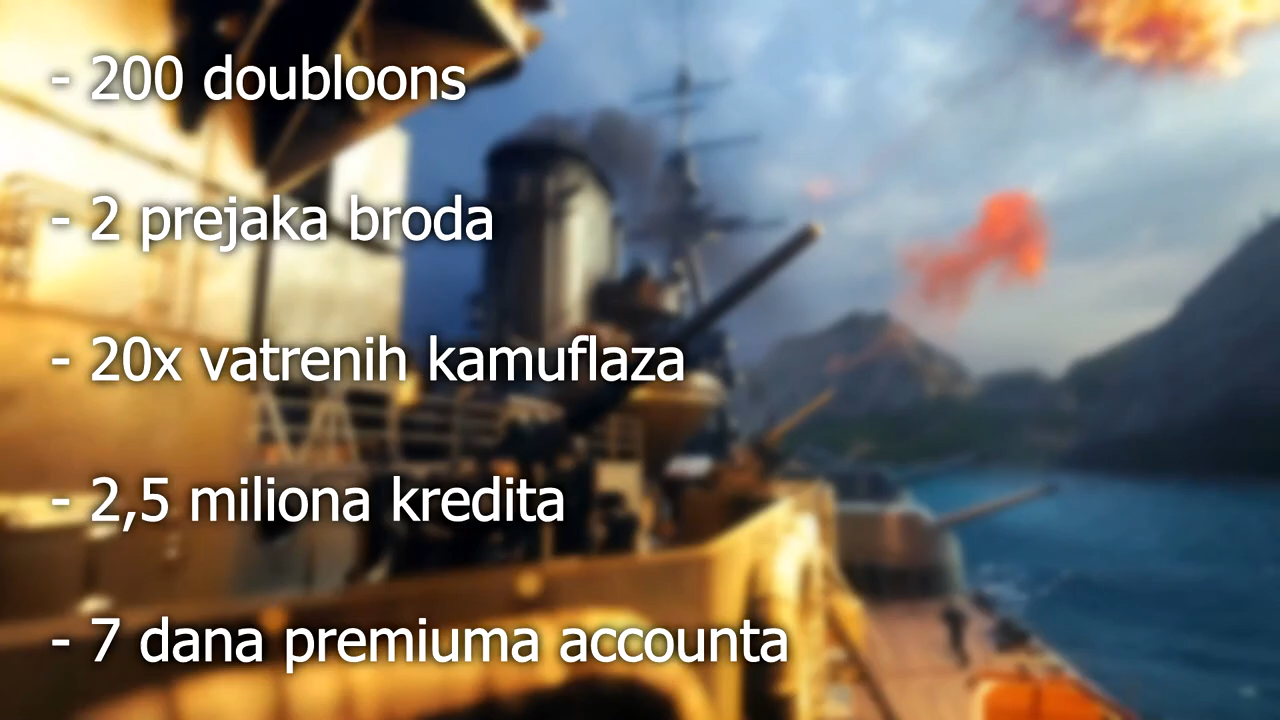 - 200 doubloons
- 2 prejaka broda
- 20x vatrenih kamuflaza
- 2,5 miliona kredita
- 7 dana premiuma accounta